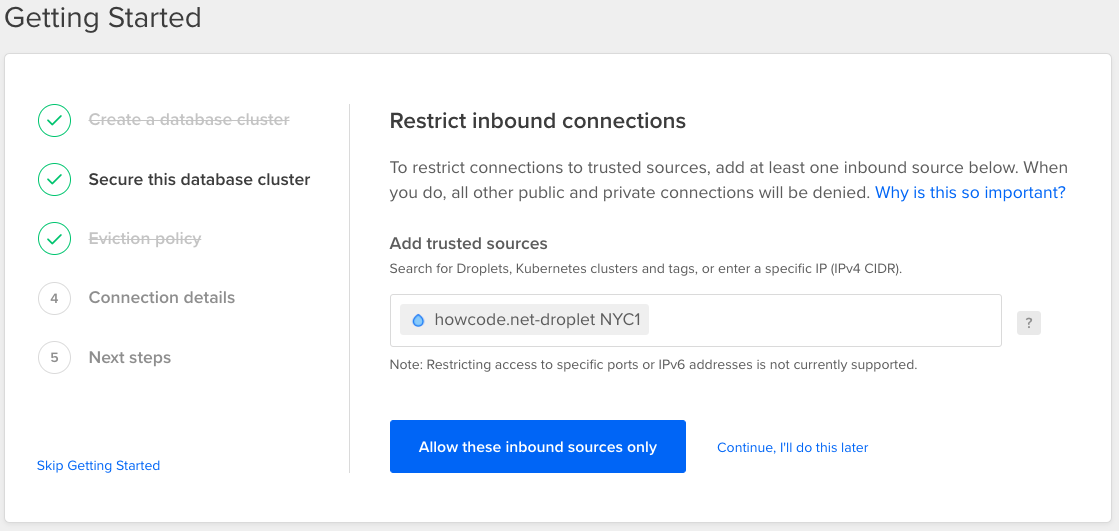 Getting Started
Create a database cluster
Secure this database cluster
Eviction policy
4 Connection details
5 Next steps
Skip Getting Started
Restrict inbound connections
To restrict connections to trusted sources, add at least one inbound source below. When
you do, all other public and private connections will be denied. Why is this so important?
Add trusted sources
Search for Droplets, Kubernetes clusters and tags, or enter a specific IP (IPv4 CIDR).
howcode.net-droplet NYC1
?
Note: Restricting access to specific ports or IPv6 addresses is not currently supported.
Allow these inbound sources only
Continue, I'll do this later